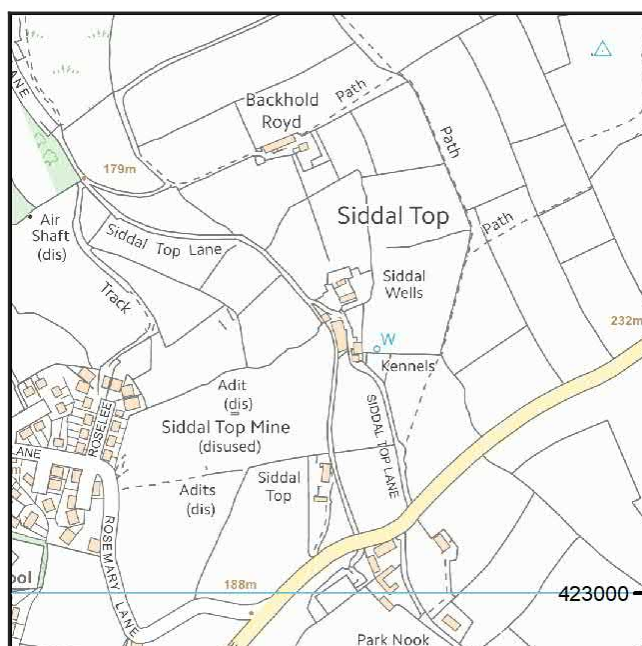 ANE
Backhold
Royd
Path
Path
179m
Siddal Top
Air
Shaft
(dis)
Siddal Top Lane
Path
Siddal
Wells
Track
232m
W
Kennels
Adit
(dis)
Siddal Top Mine
(disused)
ROSELEE
SIDDAL TOP LANE
LANE
Siddal
Top
Adits
(dis)
ROSEMARY LANE
ool
188m
423000
Park Nook